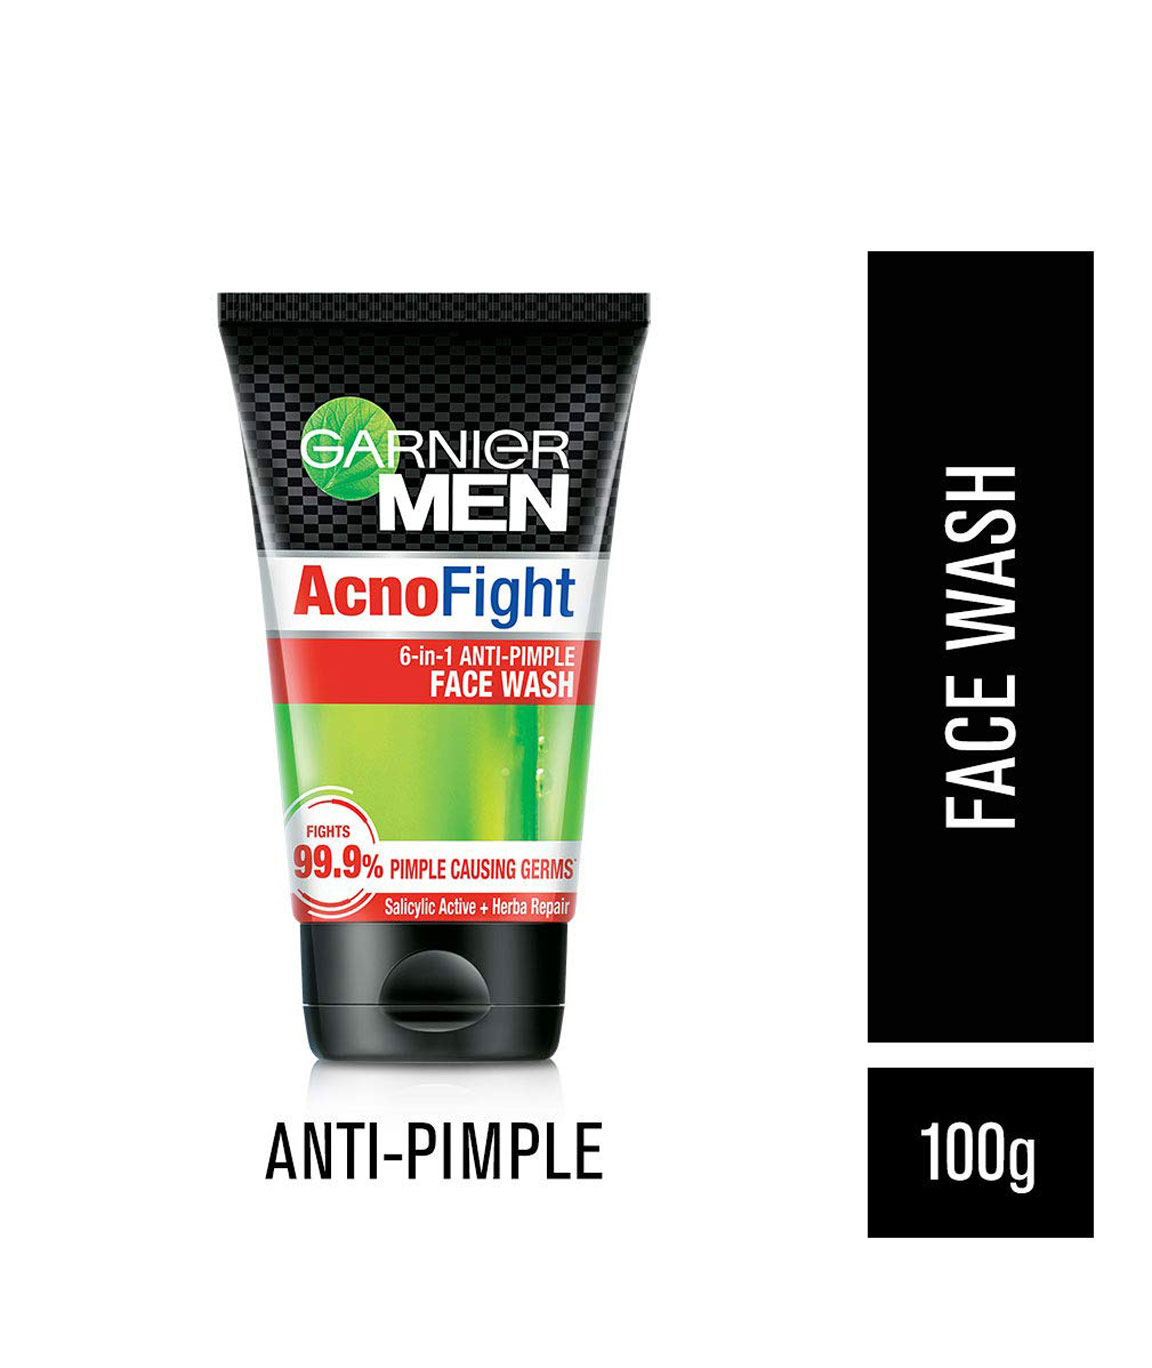 GARNIER
MEN
AcnoFight
6-in-1 ANTI-PIMPLE
FACE WASH
FIGHTS
99.9% PIMPLE CAUSING GERMS
Salicylic Active + Herba Repair
ANTI-PIMPLE
FACE WASH
100g